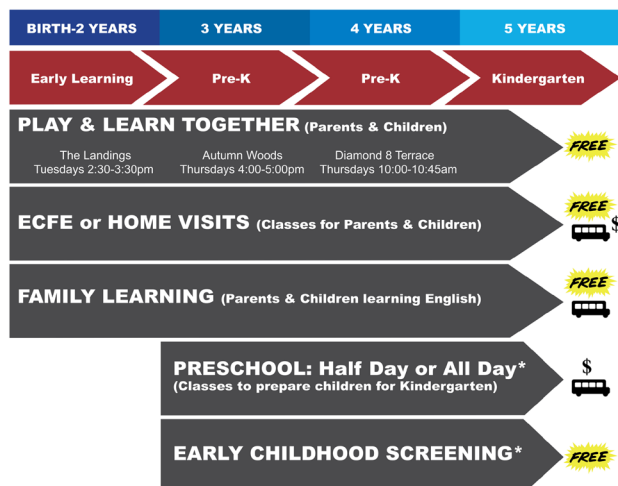 BIRTH-2 YEARS 3 YEARS 4 YEARS 5 YEARS
Early Learning Pre-K Pre-K Kindergarten
PLAY & LEARN TOGETHER (Parents & Children)
The Landings Autumn Woods Diamond 8 Terrace
Tuesdays 2:30-3:30pm Thursdays 4:00-5:00pm Thursdays 10:00-10:45am
FREE
ECFE or HOME VISITS (Classes for Parents & Children)
FREE
$
FAMILY LEARNING (Parents & Children learning English)
FREE
PRESCHOOL: Half Day or All Day*
(Classes to prepare children for Kindergarten)
$
EARLY CHILDHOOD SCREENING*
FREE